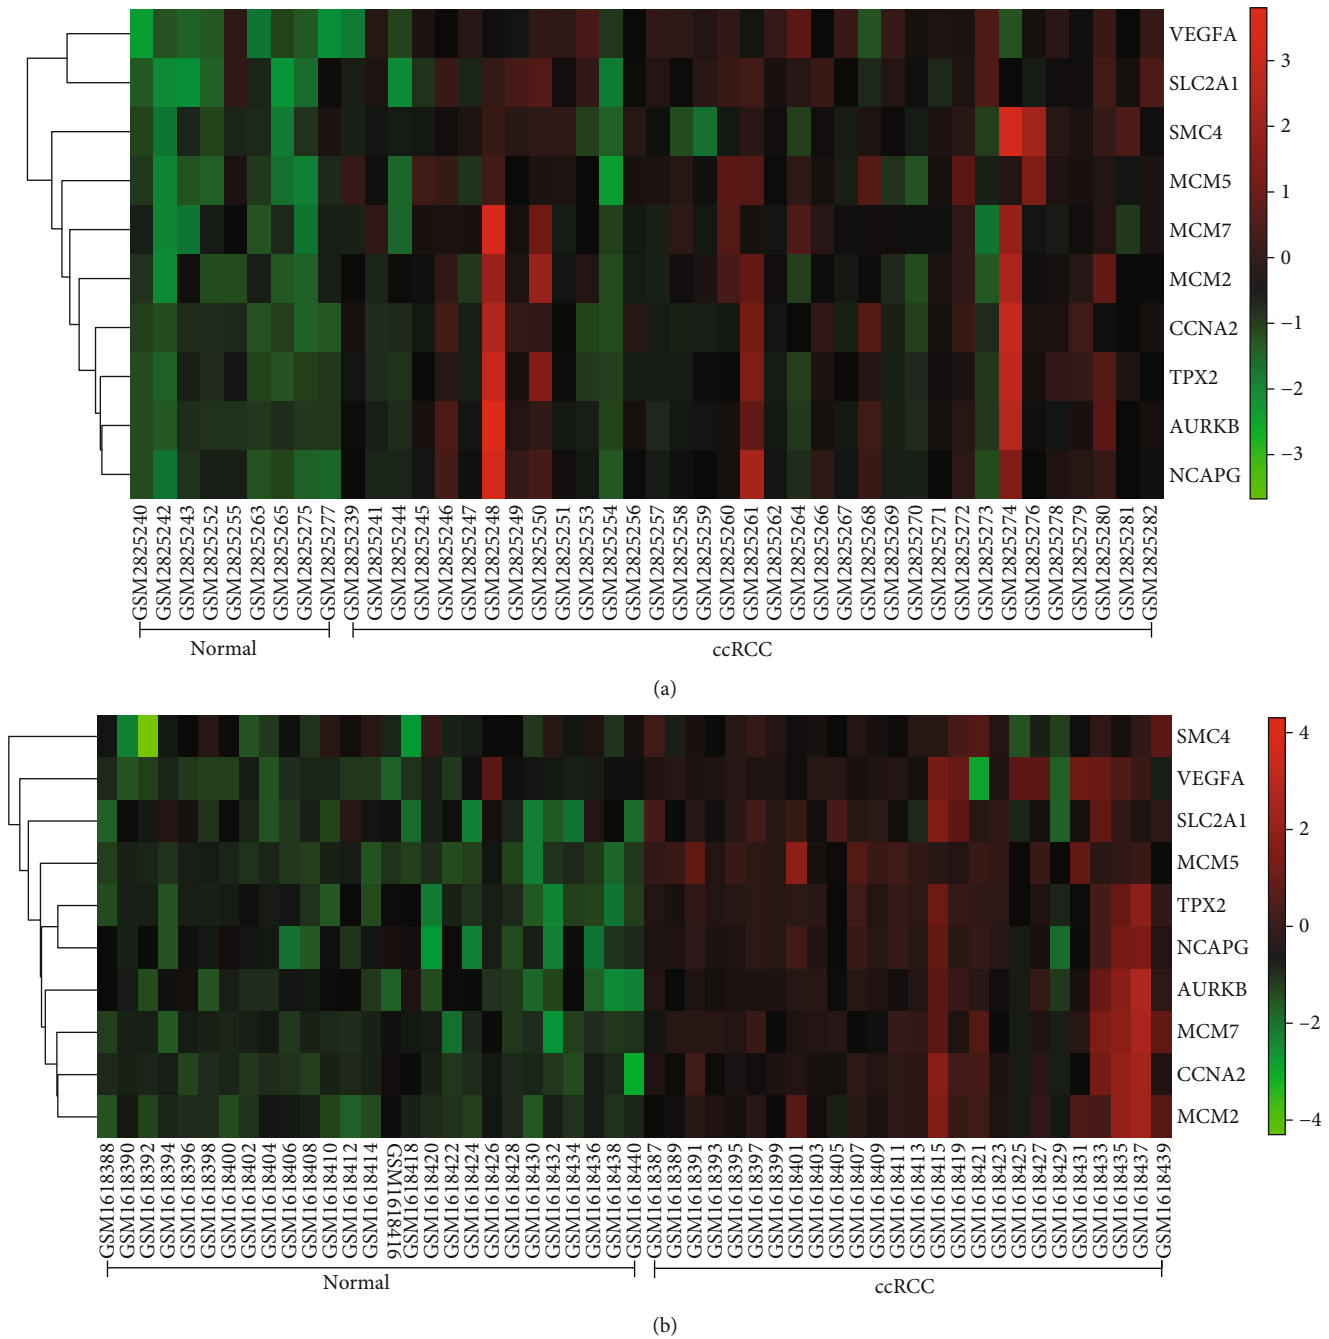 VEGFA
SLC2A1
SMC4
MCM5
MCM7
MCM2
CCNA2
TPX2
AURKB
NCAPG
3
2
1
0
−1
−2
−3
GSM2825240
GSM2825242
GSM2825243
GSM2825252
GSM2825255
GSM2825263
GSM2825265
GSM2825275
GSM2825277
GSM2825239
GSM2825241
GSM2825244
GSM2825245
GSM2825246
GSM2825247
GSM2825248
GSM2825249
GSM2825250
GSM2825251
GSM2825253
GSM2825254
GSM2825256
GSM2825257
GSM2825258
GSM2825259
GSM2825260
GSM2825261
GSM2825262
GSM2825264
GSM2825266
GSM2825267
GSM2825268
GSM2825269
GSM2825270
GSM2825271
GSM2825272
GSM2825273
GSM2825274
GSM2825276
GSM2825278
GSM2825279
GSM2825280
GSM2825281
GSM2825282
Normal
ccRCC
(a)
SMC4
VEGFA
SLC2A1
MCM5
TPX2
NCAPG
AURKB
MCM7
CCNA2
MCM2
4
2
0
−2
−4
GSM1618388
GSM1618390
GSM1618392
GSM1618394
GSM1618396
GSM1618398
GSM1618400
GSM1618402
GSM1618404
GSM1618406
GSM1618408
GSM1618410
GSM1618412
GSM1618414
GSM1618416
GSM1618418
GSM1618420
GSM1618422
GSM1618424
GSM1618426
GSM1618428
GSM1618430
GSM1618432
GSM1618434
GSM1618436
GSM1618438
GSM1618440
GSM1618387
GSM1618389
GSM1618391
GSM1618393
GSM1618395
GSM1618397
GSM1618399
GSM1618401
GSM1618403
GSM1618405
GSM1618407
GSM1618409
GSM1618411
GSM1618413
GSM1618415
GSM1618419
GSM1618421
GSM1618423
GSM1618425
GSM1618427
GSM1618429
GSM1618431
GSM1618433
GSM1618435
GSM1618437
GSM1618439
Normal
ccRCC
(b)